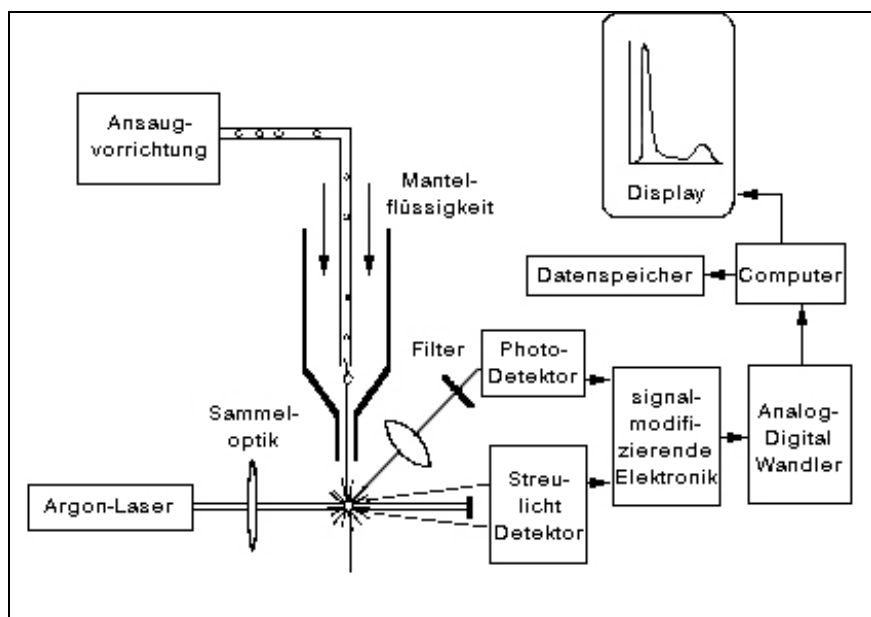 Ansaug-
vorrichtung
Mantel-
flüssigkeit
Display
Datenspeicher
Computer
Filter
Photo-
Detektor
Sammel-
optik
signal-
modifi-
zierende
Elektronik
Analog-
Digital
Wandler
Argon-Laser
Streu-
licht
Detektor